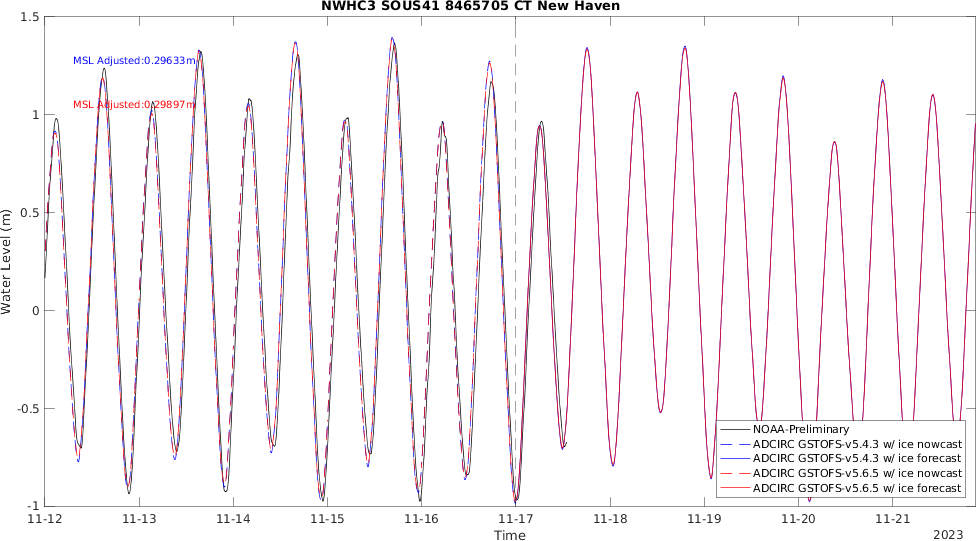 NWHC3 SOUS41 8465705 CT New Haven
1.5
1
0.5
0
-0.5
-1
Water Level (m)
MSL Adjusted:0.29633m
MSL Adjusted:0.29897m
NOAA-Preliminary
ADCIRC GSTOFS-v5.4.3 w/ ice nowcast
ADCIRC GSTOFS-v5.4.3 w/ ice forecast
ADCIRC GSTOFS-v5.6.5 w/ ice nowcast
ADCIRC GSTOFS-v5.6.5 w/ ice forecast
11-12 11-13 11-14 11-15 11-16 11-17 11-18 11-19 11-20 11-21
Time
2023